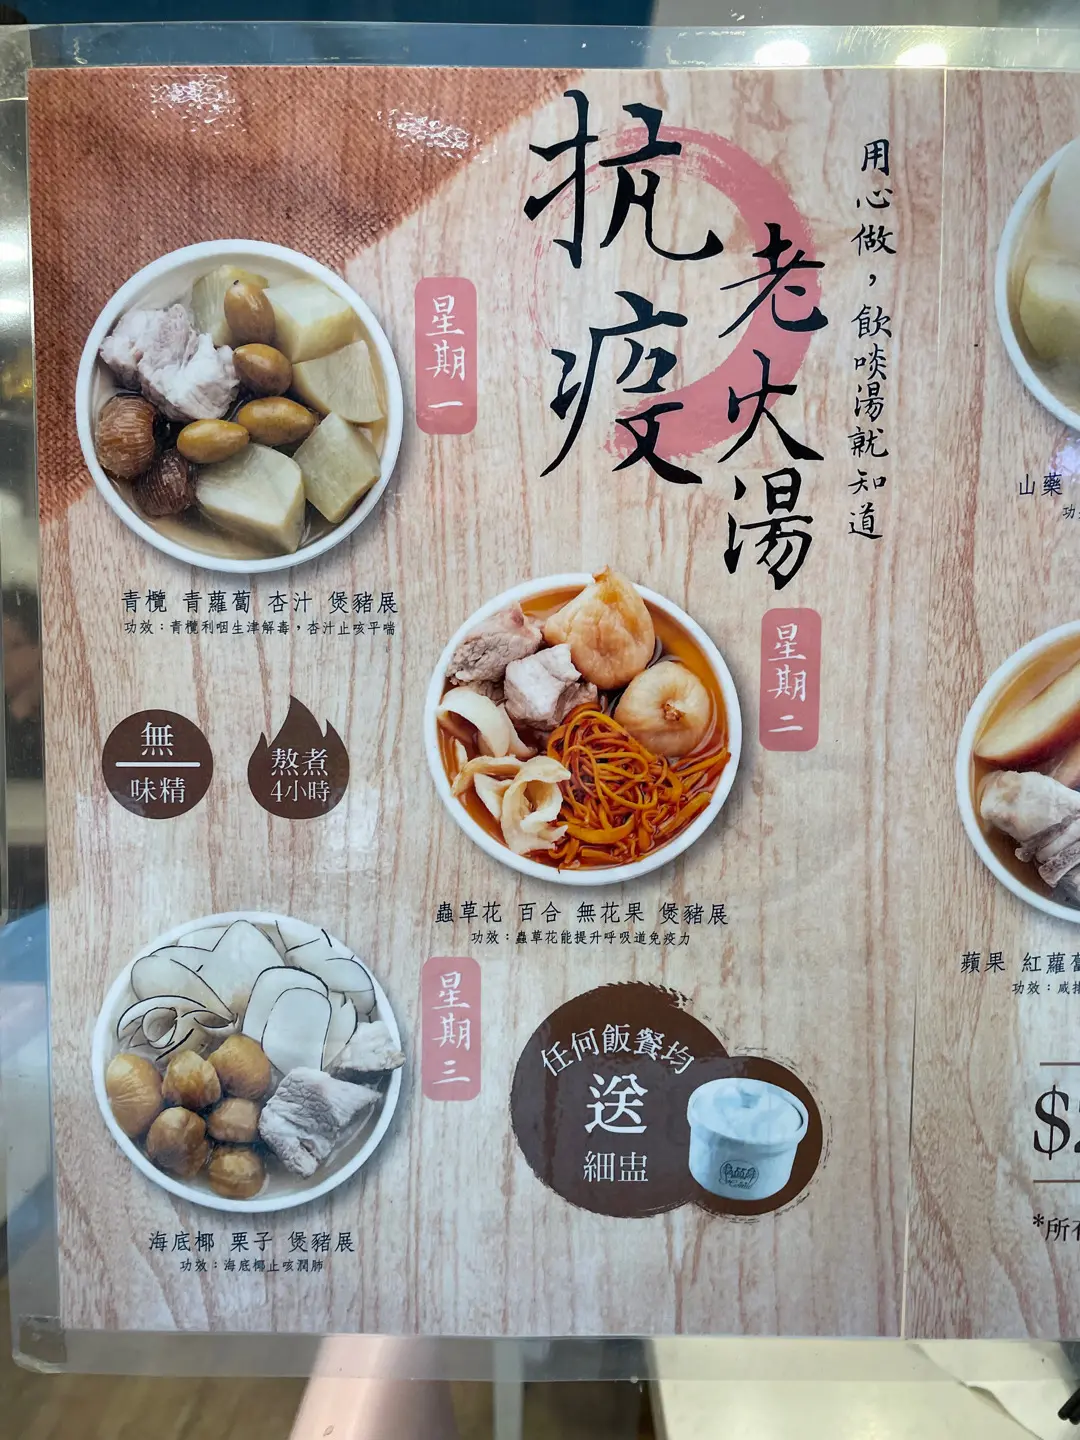 抗疫
老火湯
用心做，飲啖湯就知道
星期一
青欖 青蘿蔔 杏汁 煲豬展
功效：青欖利咽生津解毒，杏汁止咳平喘
星期二
蟲草花 百合 無花果 煲豬展
功效：蟲草花能提升呼吸道免疫力
無
味精
熬煮
4小時
星期三
海底椰 栗子 煲豬展
功效：海底椰止咳潤肺
任何飯餐均
送
細盅
山藥
功
蘋果 紅蘿蔔
功效：咸
$
*所有